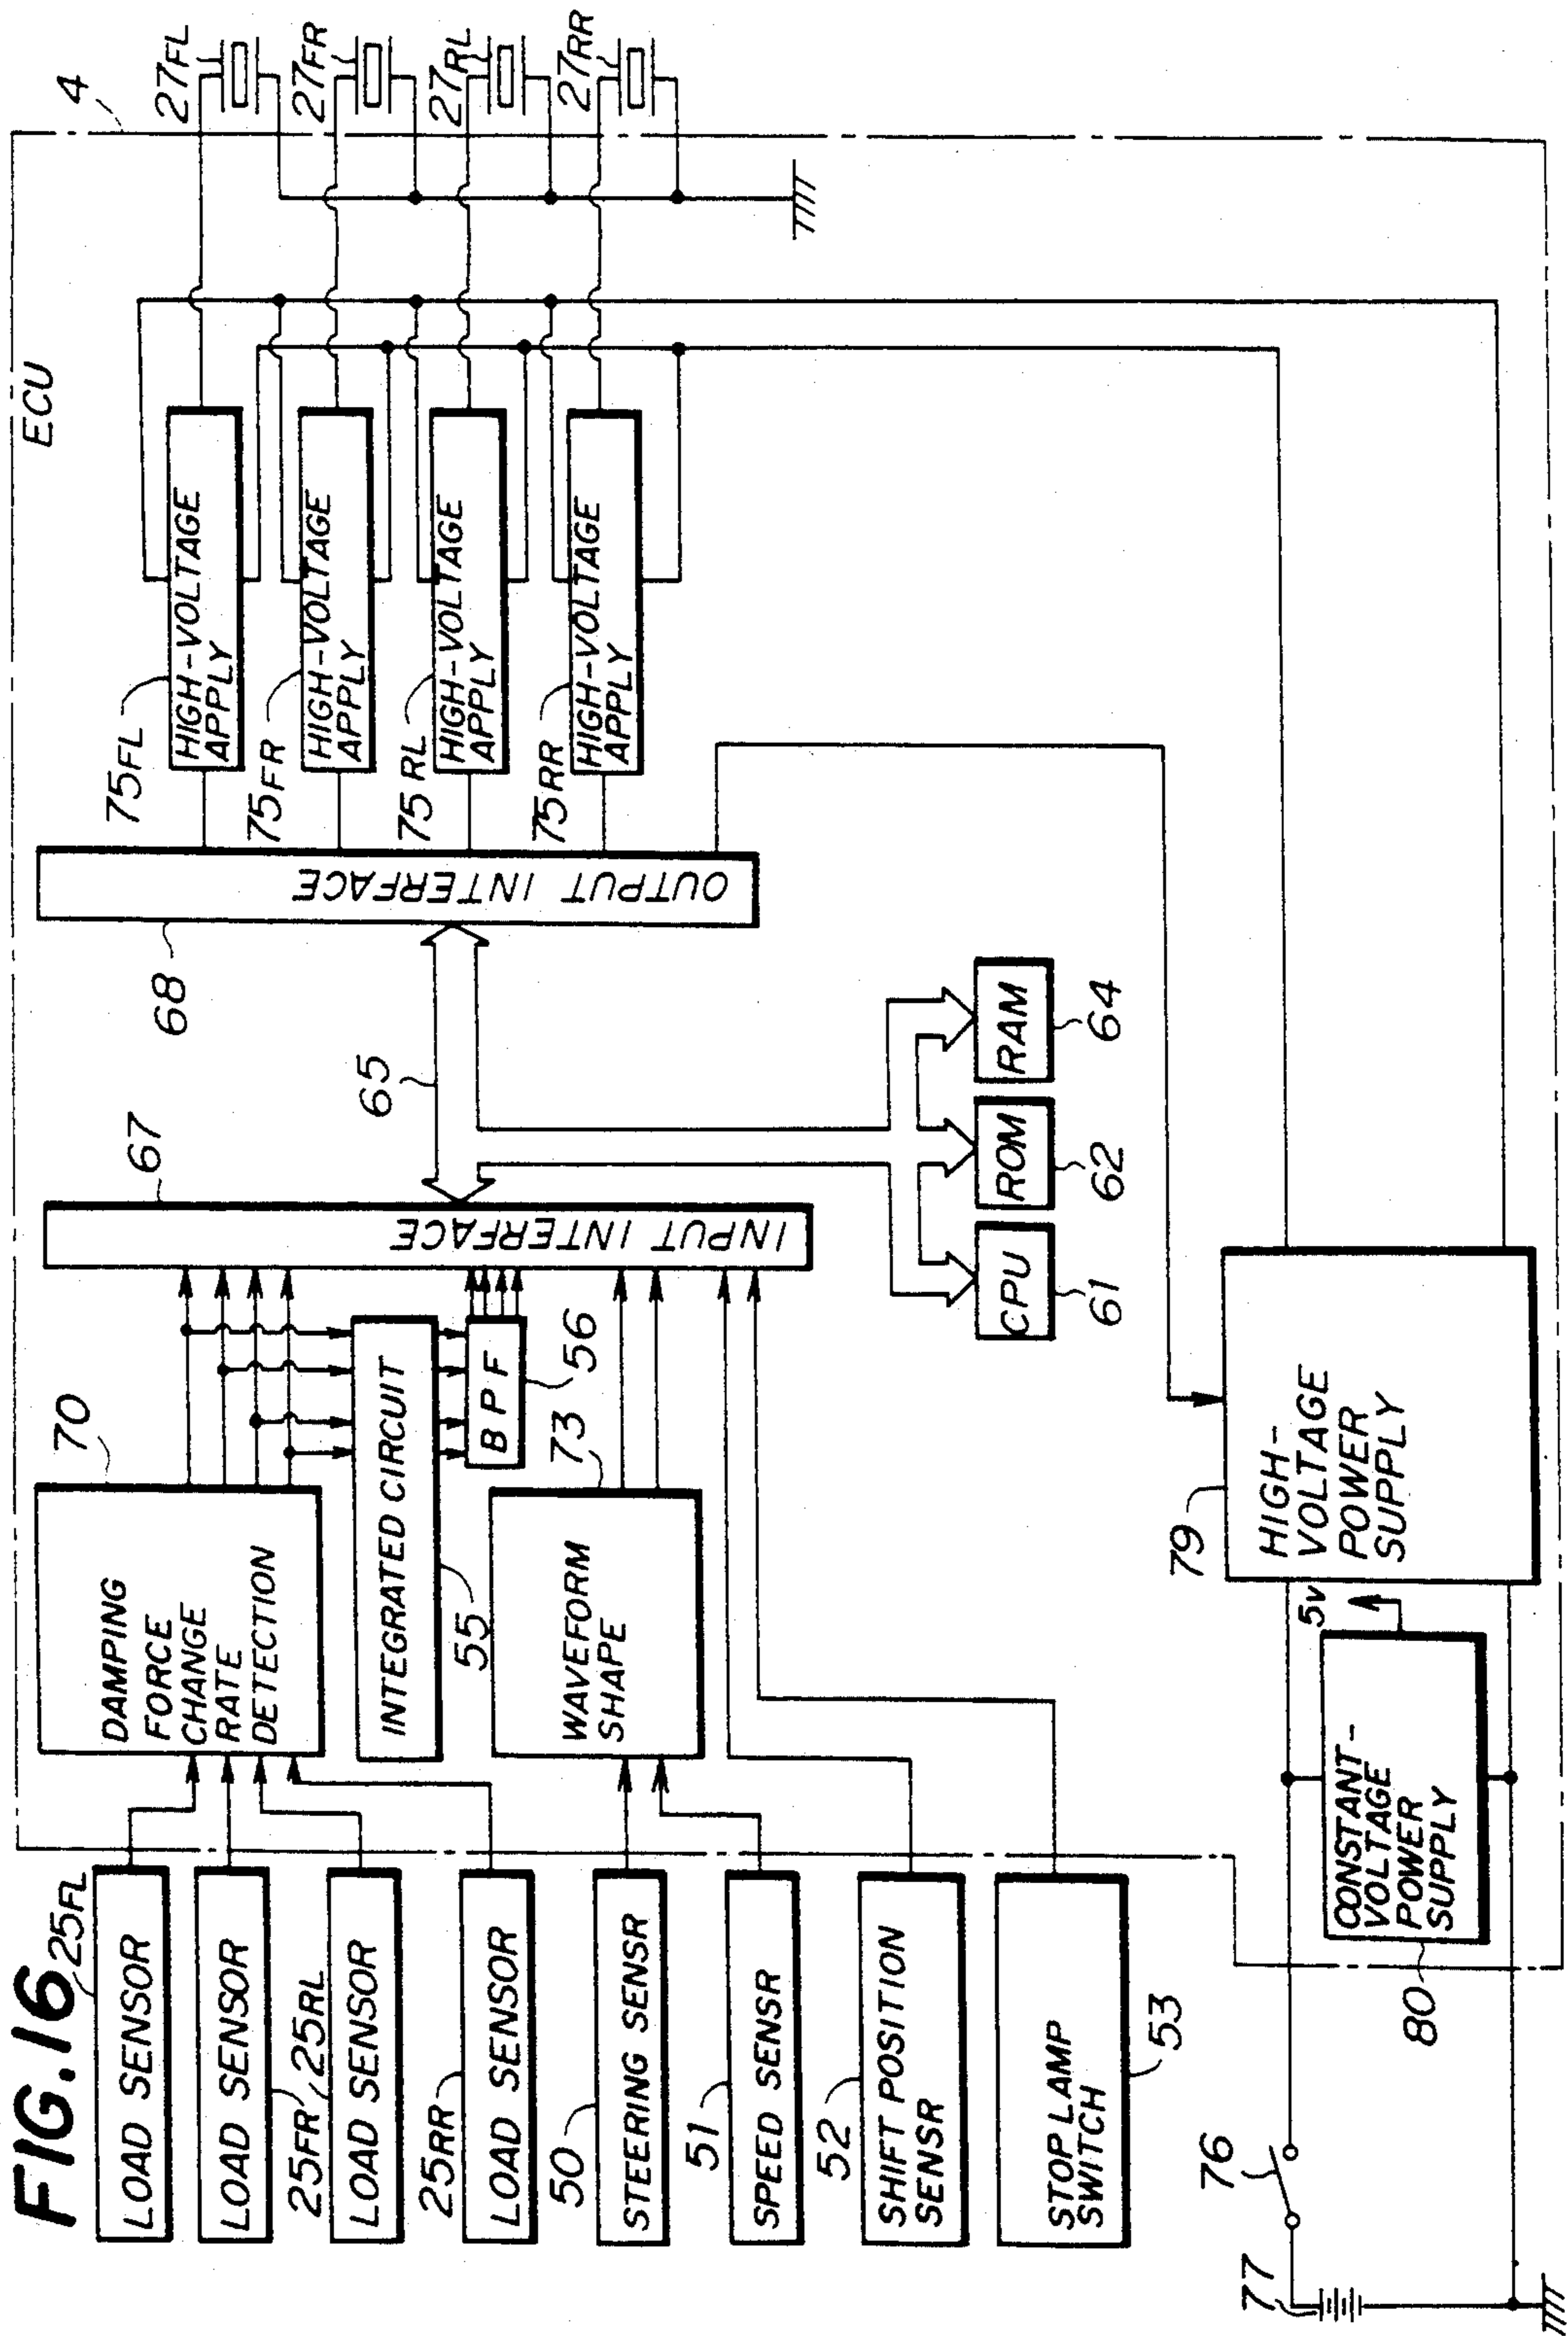 FIG.16
25FL
LOAD SENSOR
LOAD SENSOR
25FR
25RL
LOAD SENSOR
25RR
LOAD SENSOR
50
STEERING SENSR
51
SPEED SENSR
52
SHIFT POSITION
SENSR
STOP LAMP
SWITCH
53
76
77
70
DAMPING
FORCE
CHANGE
RATE
DETECTION
INTEGRATED CIRCUIT
55
BPF
56
73
WAVEFORM
SHAPE
67
INPUT INTERFACE
65
68
OUTPUT INTERFACE
CPU
61
ROM
62
RAM
64
ECU
4
75FL
HIGH-VOLTAGE
APPLY
75FR
HIGH-VOLTAGE
APPLY
75RL
HIGH-VOLTAGE
APPLY
75RR
HIGH-VOLTAGE
APPLY
27FL
27FR
27RL
27RR
79
HIGH-
VOLTAGE
POWER
SUPPLY
5v
CONSTANT-
VOLTAGE
POWER
SUPPLY
80